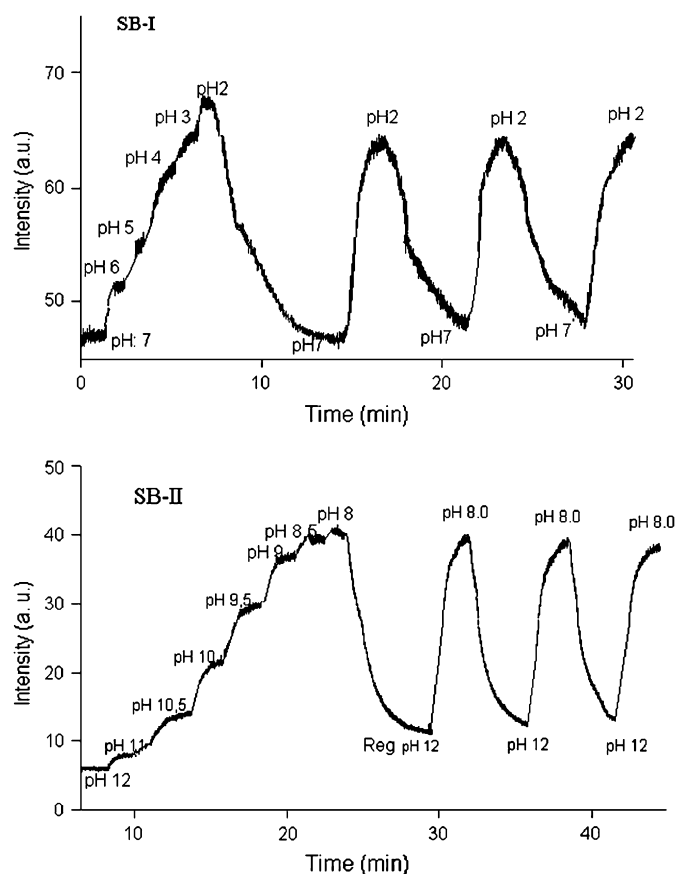 SB-I
70
60
50
Intensity (a.u.)
pH2
pH 3
pH 4
pH 5
pH 6
pH: 7
pH2
pH 2
pH 2
pH7
pH7
pH 7
0
10
20
30
Time (min)
50
40
30
20
10
0
Intensity (a. u.)
SB-II
pH 8
pH 8,5
pH 9
pH 9,5
pH 10
pH 10,5
pH 11
pH 12
pH 8.0
pH 8.0
pH 8.0
Reg pH 12
pH 12
pH 12
10
20
30
40
Time (min)